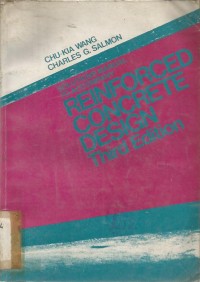 CHU-KIA WANG
CHARLES G. SALMON
REINFORCED
CONCRETE
DESIGN
Third Edition